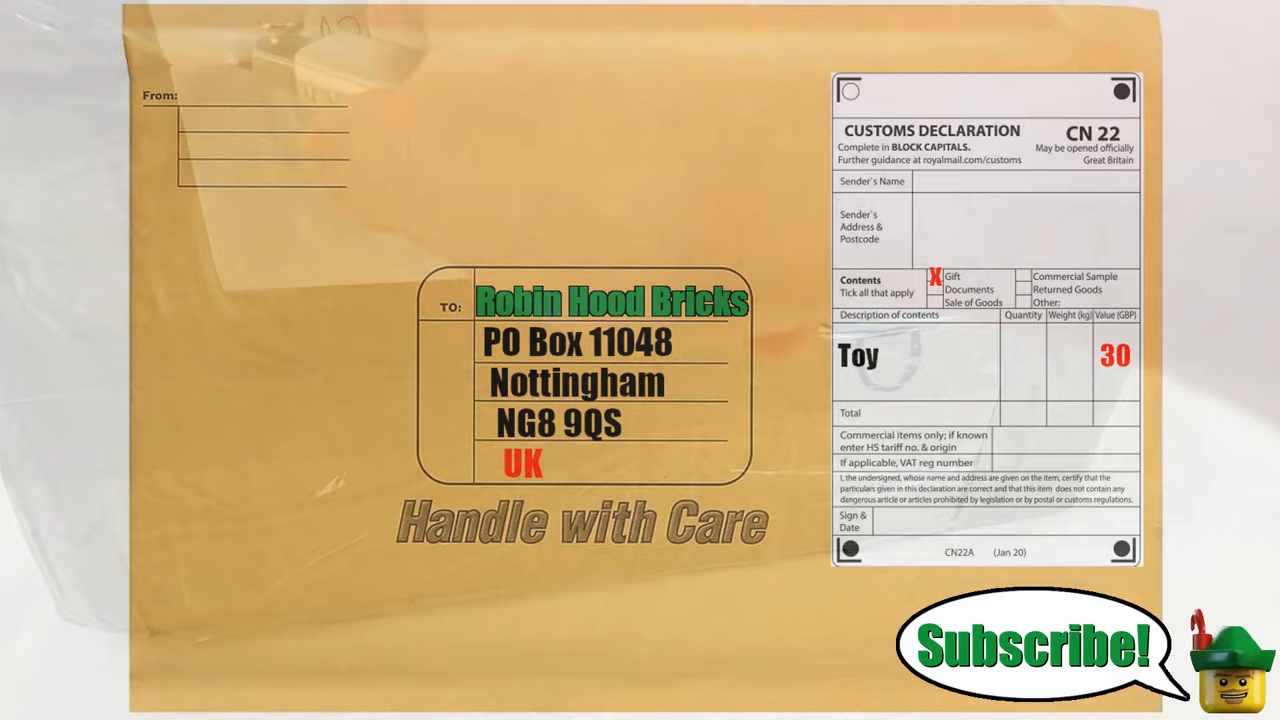 From:
TO: Robin Hood Bricks
PO Box 11048
Nottingham
NG8 9QS
UK
Handle with Care
CUSTOMS DECLARATION CN 22
Complete in BLOCK CAPITALS. May be opened officially
Further guidance at royalmail.com/customs Great Britain
Sender`s Name
Sender`s
Address &
Postcode
Contents
Tick all that apply
X Gift
Documents
Sale of Goods
Commercial Sample
Returned Goods
Other:
Description of contents Quantity Weight (kg) Value (GBP)
Toy 30
Total
Commercial items only; if known
enter HS tariff no. & origin
If applicable, VAT reg number
I, the undersigned, whose name and address are given on the item, certify that the
particulars given in this declaration are correct and that this item does not contain any
dangerous article or articles prohibited by legislation or by postal or customs regulations.
Sign &
Date
CN22A (Jan 20)
Subscribe!